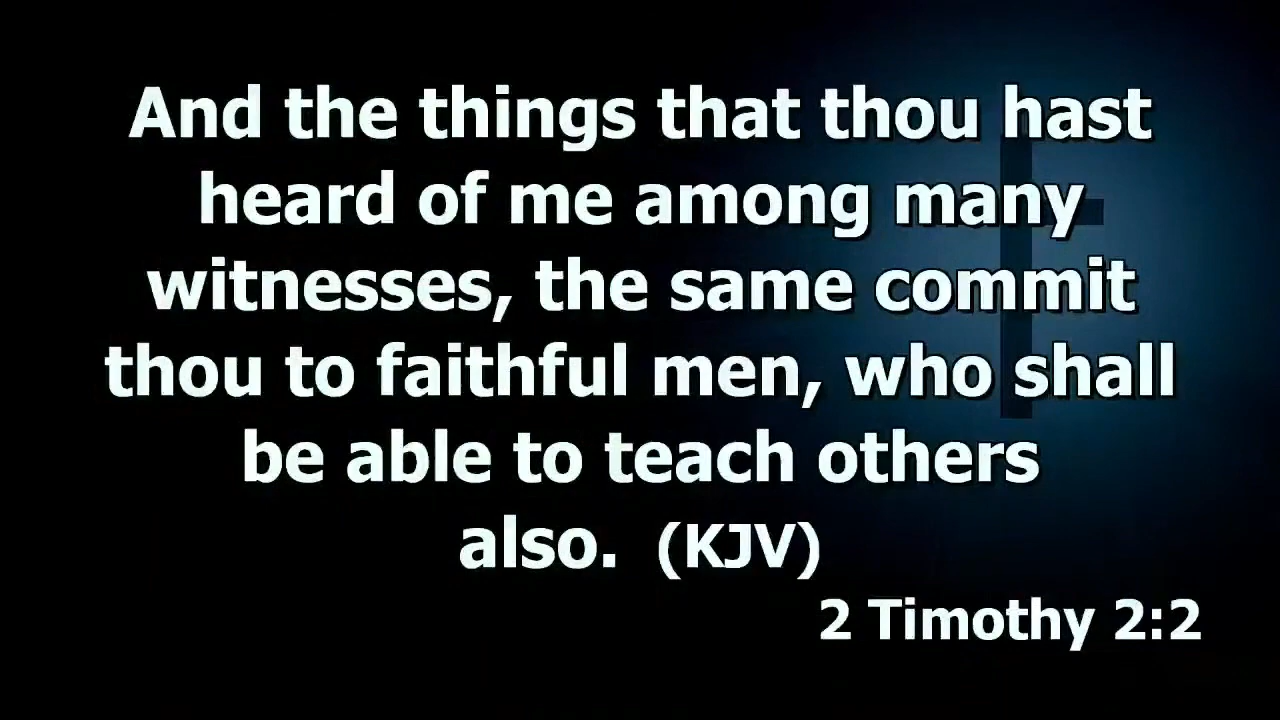 And the things that thou hast
heard of me among many
witnesses, the same commit
thou to faithful men, who shall
be able to teach others
also.  (KJV)
2 Timothy 2:2